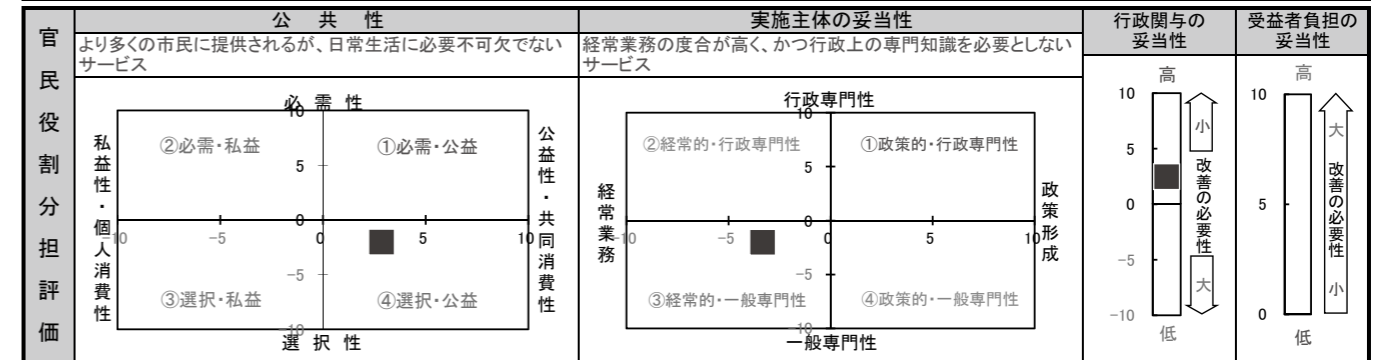 官民役割分担評価
公共性
より多くの市民に提供されるが、日常生活に必要不可欠でない
サービス
必需性
10
私益性・個人消費性
②必需・私益
①必需・公益
公益性・共同消費性
5
0
-10
-5
0
5
10
-5
③選択・私益
④選択・公益
-10
選択性
実施主体の妥当性
経常業務の度合が高く、かつ行政上の専門知識を必要としない
サービス
行政専門性
10
②経常的・行政専門性
①政策的・行政専門性
5
経常業務
政策形成
0
-10
-5
0
5
10
-5
③経常的・一般専門性
④政策的・一般専門性
-10
一般専門性
行政関与の
妥当性
高
10
5
0
-5
-10
低
小
改善の必要性
大
受益者負担の
妥当性
高
10
5
0
低
大
改善の必要性
小